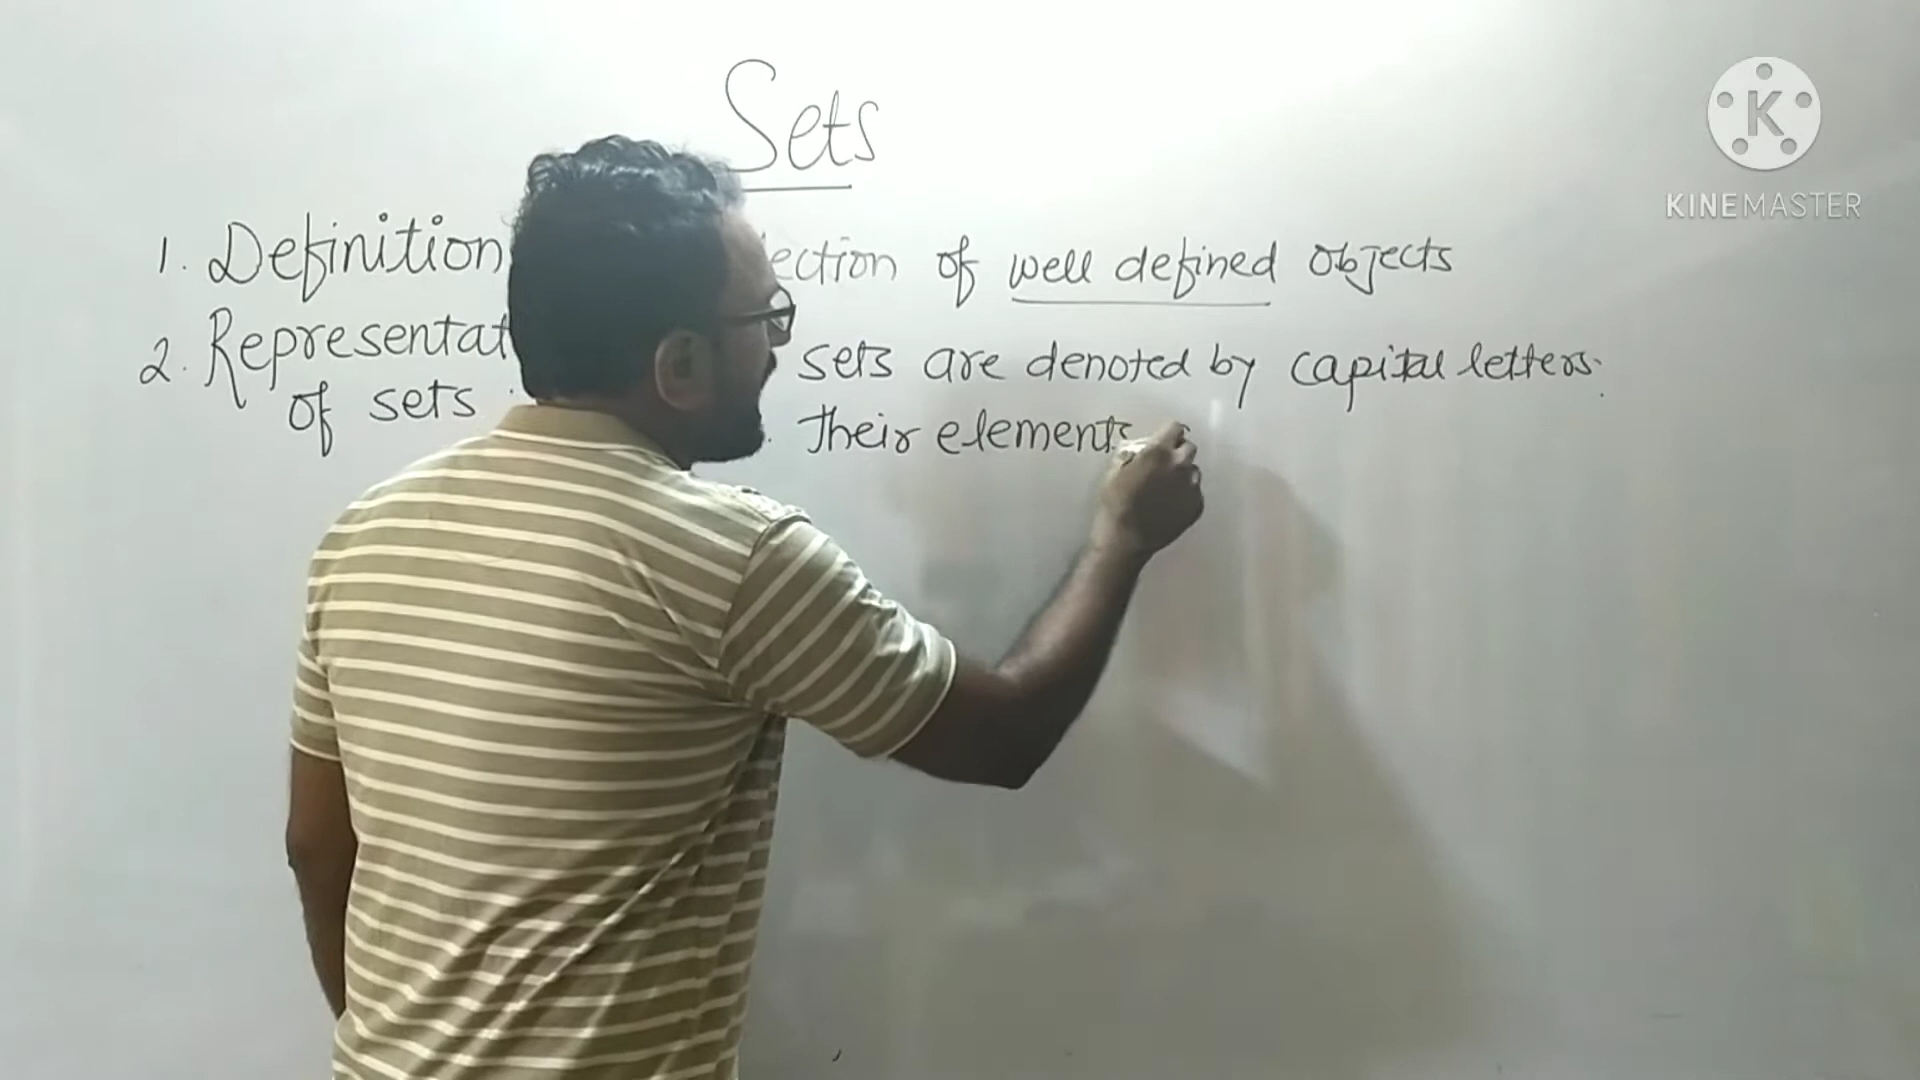 Sets
1. Definition ection of well defined objects
2. Representat sets are denoted by capital letters.
of sets Their elements
K
KINEMASTER